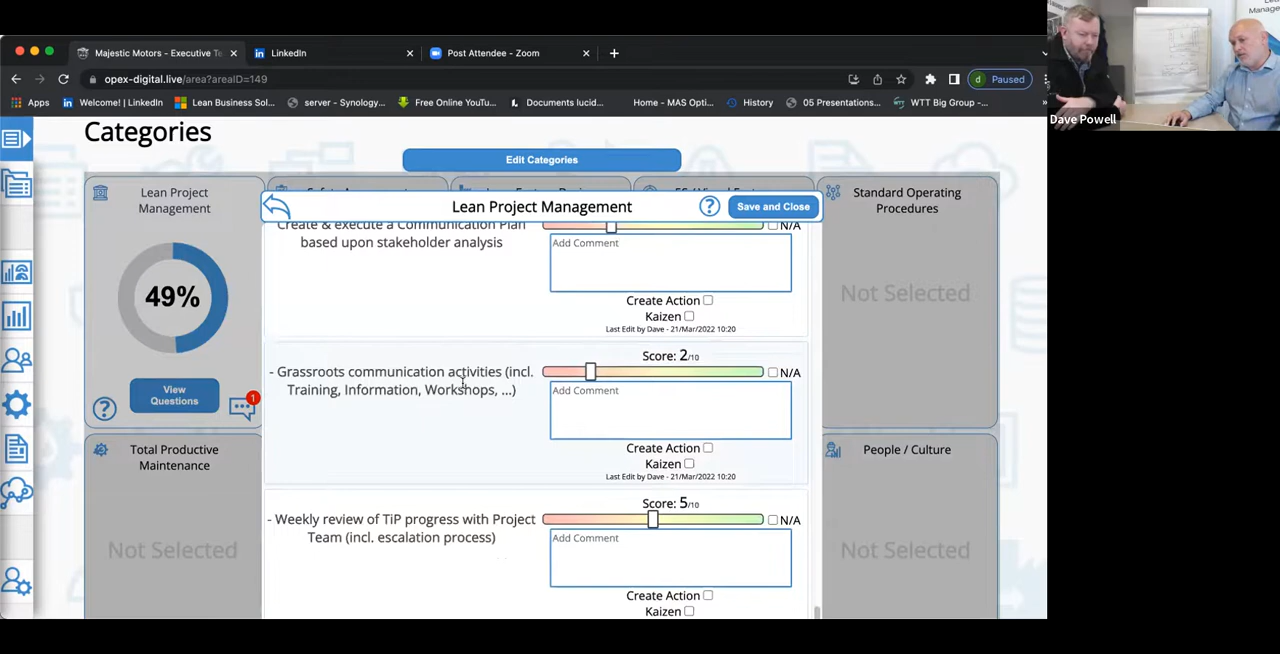 Majestic Motors - Executive Te
LinkedIn
Post Attendee - Zoom
opex-digital.live/area?areaID=149
d Paused
Apps
Welcome! | LinkedIn
Lean Business Sol...
server - Synology...
Free Online YouTu...
Documents lucid...
Home - MAS Opti...
History
05 Presentations...
WTT Big Group -...
Dave Powell
Categories
Edit Categories
Lean Project
Management
49%
View
Questions
1
Standard Operating
Procedures
Not Selected
Lean Project Management
Save and Close
Create & execute a Communication Plan
based upon stakeholder analysis
N/A
Add Comment
Create Action
Kaizen
Last Edit by Dave - 21/Mar/2022 10:20
- Grassroots communication activities (incl.
Training, Information, Workshops, ...)
Score: 2/10
N/A
Add Comment
Create Action
Kaizen
Last Edit by Dave - 21/Mar/2022 10:20
- Weekly review of TiP progress with Project
Team (incl. escalation process)
Score: 5/10
N/A
Add Comment
Create Action
Kaizen
Total Productive
Maintenance
Not Selected
People / Culture
Not Selected